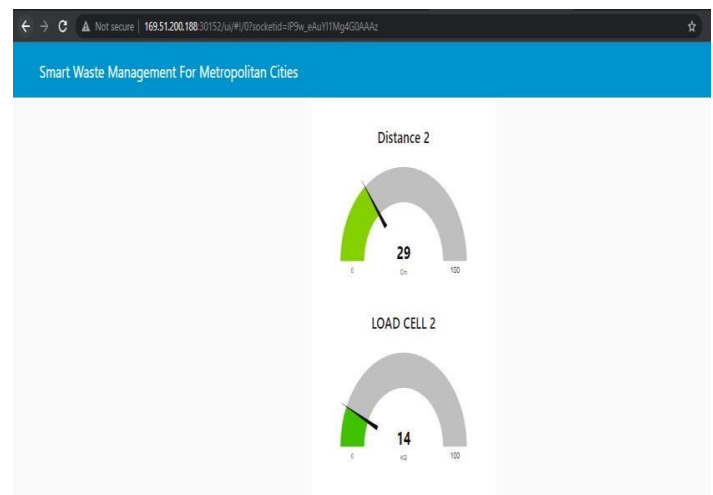 Not secure | 169.51.200.188:30152/ui/#!/0?socketid=IP9w_eAuYI1Mg4G0AAAz
Smart Waste Management For Metropolitan Cities
Distance 2
29
0 Cm 100
LOAD CELL 2
14
0 KG 100